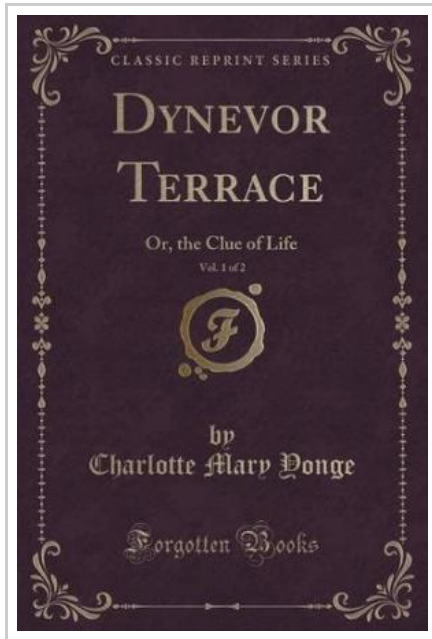 CLASSIC REPRINT SERIES
DYNEVOR
TERRACE
Or, the Clue of Life
Vol. 1 of 2
F
by
Charlotte Mary Yonge
Forgotten Books